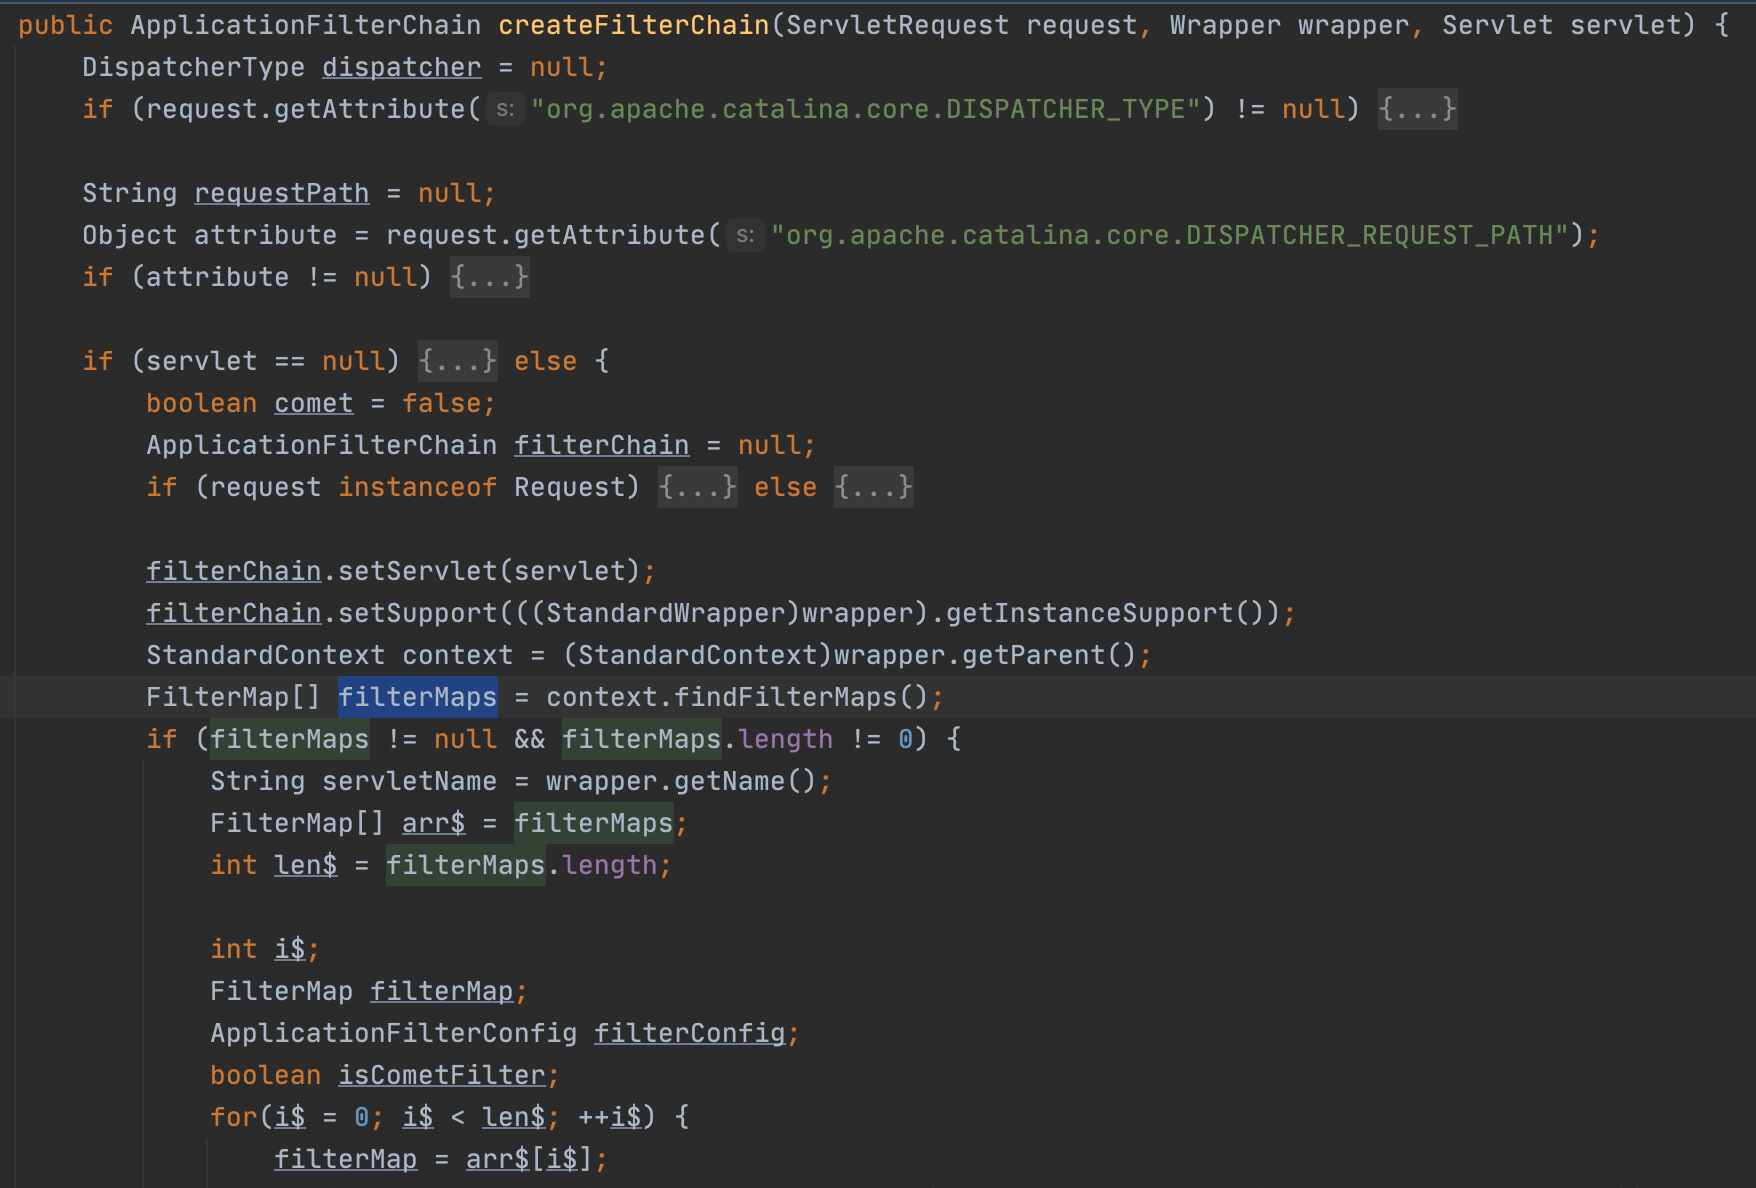 public ApplicationFilterChain createFilterChain(ServletRequest request, Wrapper wrapper, Servlet servlet) {
    DispatcherType dispatcher = null;
    if (request.getAttribute( s: "org.apache.catalina.core.DISPATCHER_TYPE") != null) {...}

    String requestPath = null;
    Object attribute = request.getAttribute( s: "org.apache.catalina.core.DISPATCHER_REQUEST_PATH");
    if (attribute != null) {...}

    if (servlet == null) {...} else {
        boolean comet = false;
        ApplicationFilterChain filterChain = null;
        if (request instanceof Request) {...} else {...}

        filterChain.setServlet(servlet);
        filterChain.setSupport(((StandardWrapper)wrapper).getInstanceSupport());
        StandardContext context = (StandardContext)wrapper.getParent();
        FilterMap[] filterMaps = context.findFilterMaps();
        if (filterMaps != null && filterMaps.length != 0) {
            String servletName = wrapper.getName();
            FilterMap[] arr$ = filterMaps;
            int len$ = filterMaps.length;

            int i$;
            FilterMap filterMap;
            ApplicationFilterConfig filterConfig;
            boolean isCometFilter;
            for(i$ = 0; i$ < len$; ++i$) {
                filterMap = arr$[i$];